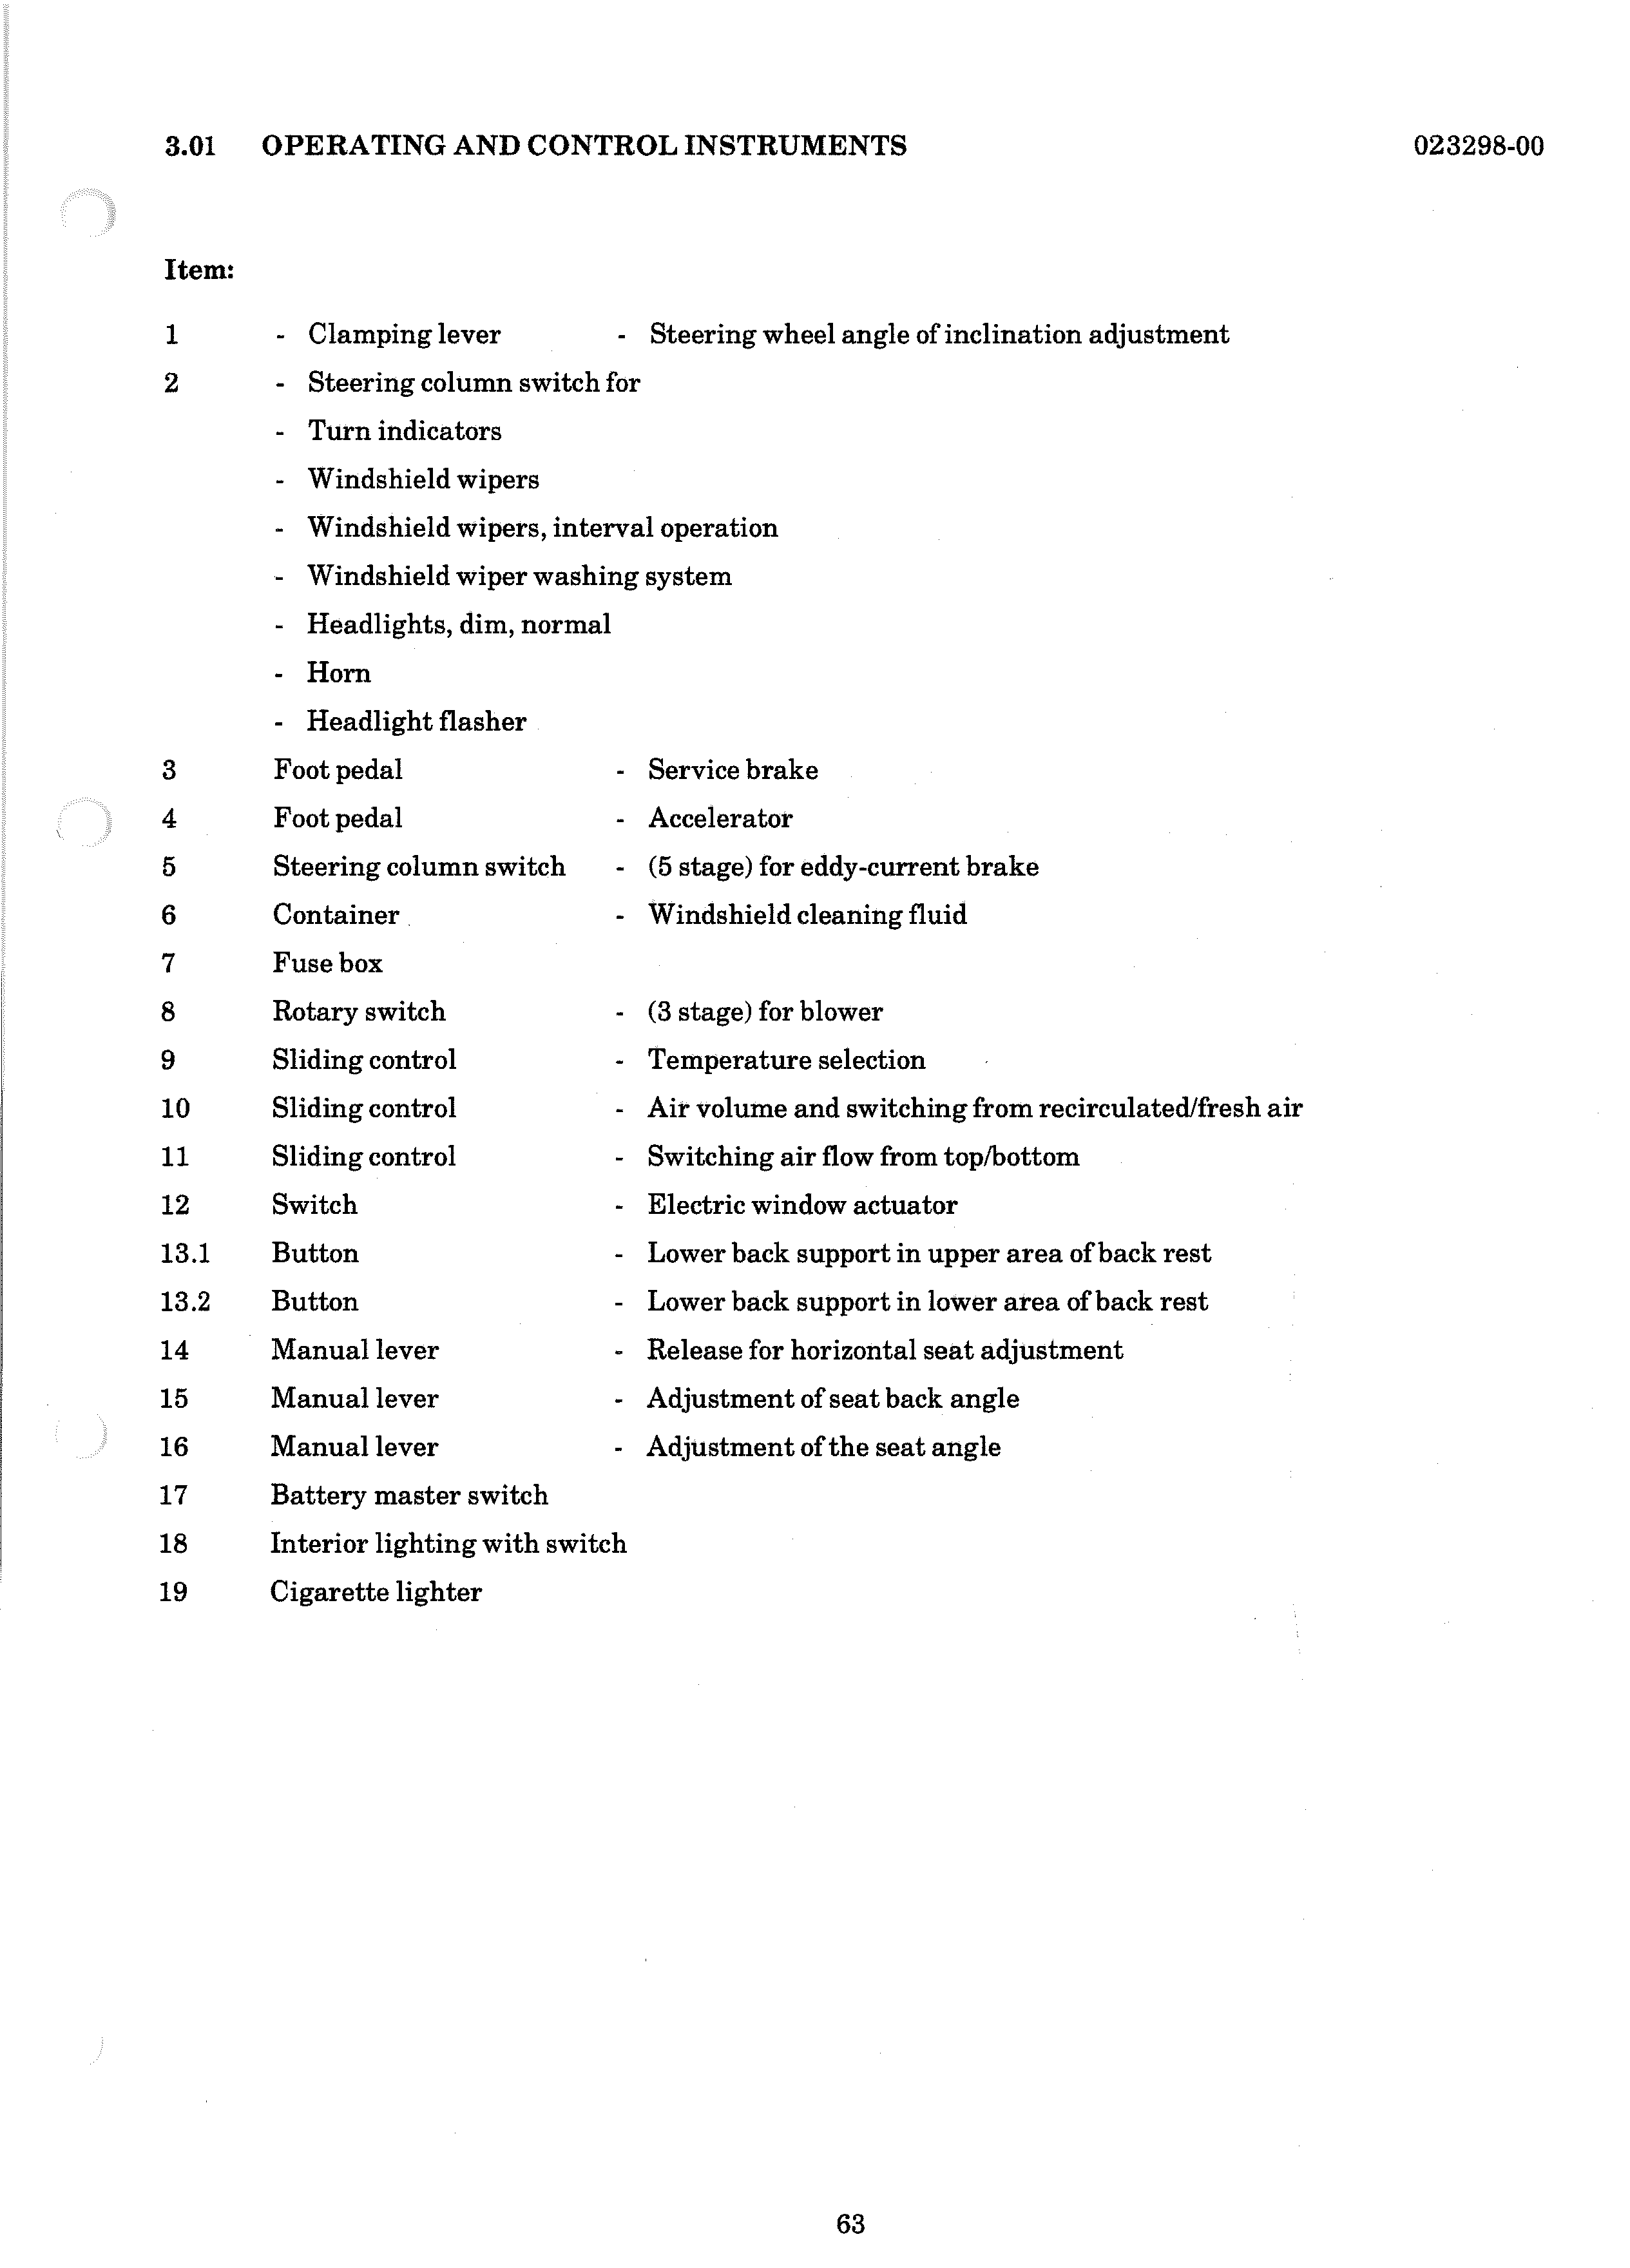 3.01 OPERATING AND CONTROL INSTRUMENTS 023298-00
Item:
1 - Clamping lever - Steering wheel angle of inclination adjustment
2 - Steering column switch for
- Turn indicators
- Windshield wipers
- Windshield wipers, interval operation
- Windshield wiper washing system
- Headlights, dim, normal
- Horn
- Headlight flasher
3 Foot pedal - Service brake
4 Foot pedal - Accelerator
5 Steering column switch - (5 stage) for eddy-current brake
6 Container - Windshield cleaning fluid
7 Fuse box
8 Rotary switch - (3 stage) for blower
9 Sliding control - Temperature selection
10 Sliding control - Air volume and switching from recirculated/fresh air
11 Sliding control - Switching air flow from top/bottom
12 Switch - Electric window actuator
13.1 Button - Lower back support in upper area of back rest
13.2 Button - Lower back support in lower area of back rest
14 Manual lever - Release for horizontal seat adjustment
15 Manual lever - Adjustment of seat back angle
16 Manual lever - Adjustment of the seat angle
17 Battery master switch
18 Interior lighting with switch
19 Cigarette lighter
63